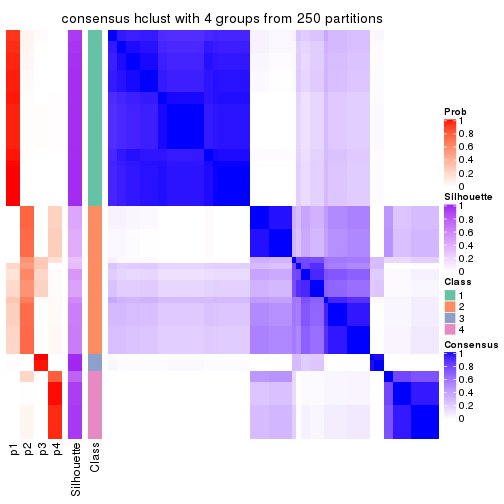 consensus hclust with 4 groups from 250 partitions
Prob
1
0.8
0.6
0.4
0.2
0
Silhouette
1
0.8
0.6
0.4
0.2
0
Class
1
2
3
4
Consensus
1
0.8
0.6
0.4
0.2
0
p1
p2
p3
p4
Silhouette
Class